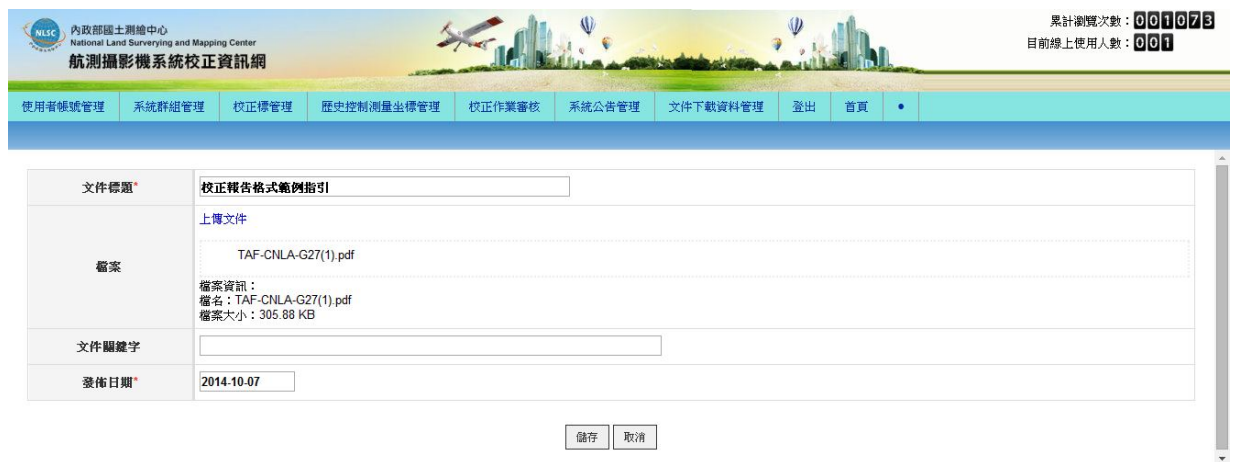 NLSC
內政部國土測繪中心
National Land Surverying and Mapping Center
航測攝影機系統校正資訊網
累計瀏覽次數：001073
目前線上使用人數：001
使用者帳號管理 系統群組管理 校正標管理 歷史控制測量坐標管理 校正作業審核 系統公告管理 文件下載資料管理 登出 首頁
文件標題* 校正報告格式範例指引
上傳文件
檔案
TAF-CNLA-G27(1).pdf
檔案資訊：
檔名：TAF-CNLA-G27(1).pdf
檔案大小：305.88 KB
文件關鍵字
發佈日期* 2014-10-07
儲存 取消